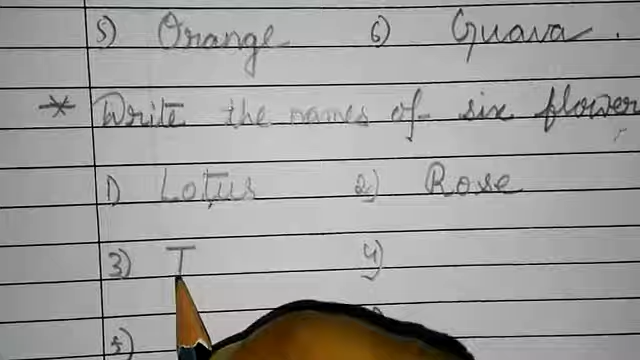 5) Orange 6) Guava.
* Write the names of six flower
1) Lotus 2) Rose
3) T 4)
5)